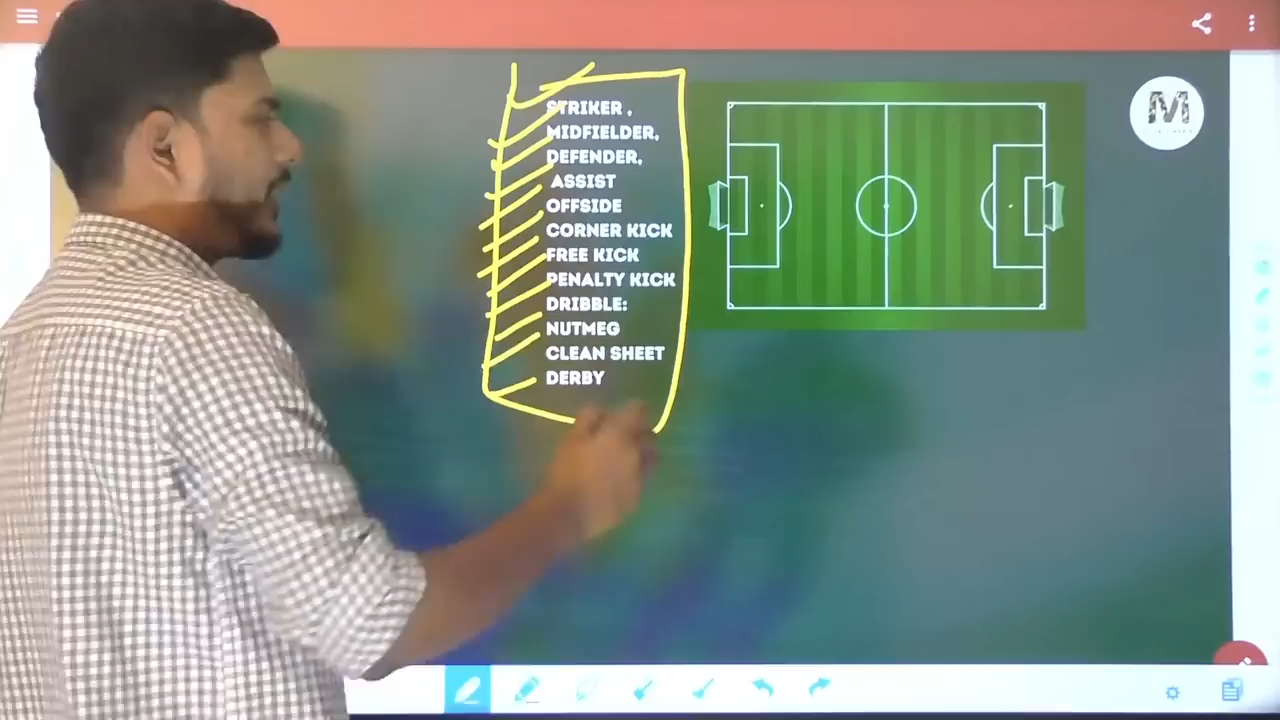 STRIKER ,
MIDFIELDER,
DEFENDER,
ASSIST
OFFSIDE
CORNER KICK
FREE KICK
PENALTY KICK
DRIBBLE:
NUTMEG
CLEAN SHEET
DERBY
M